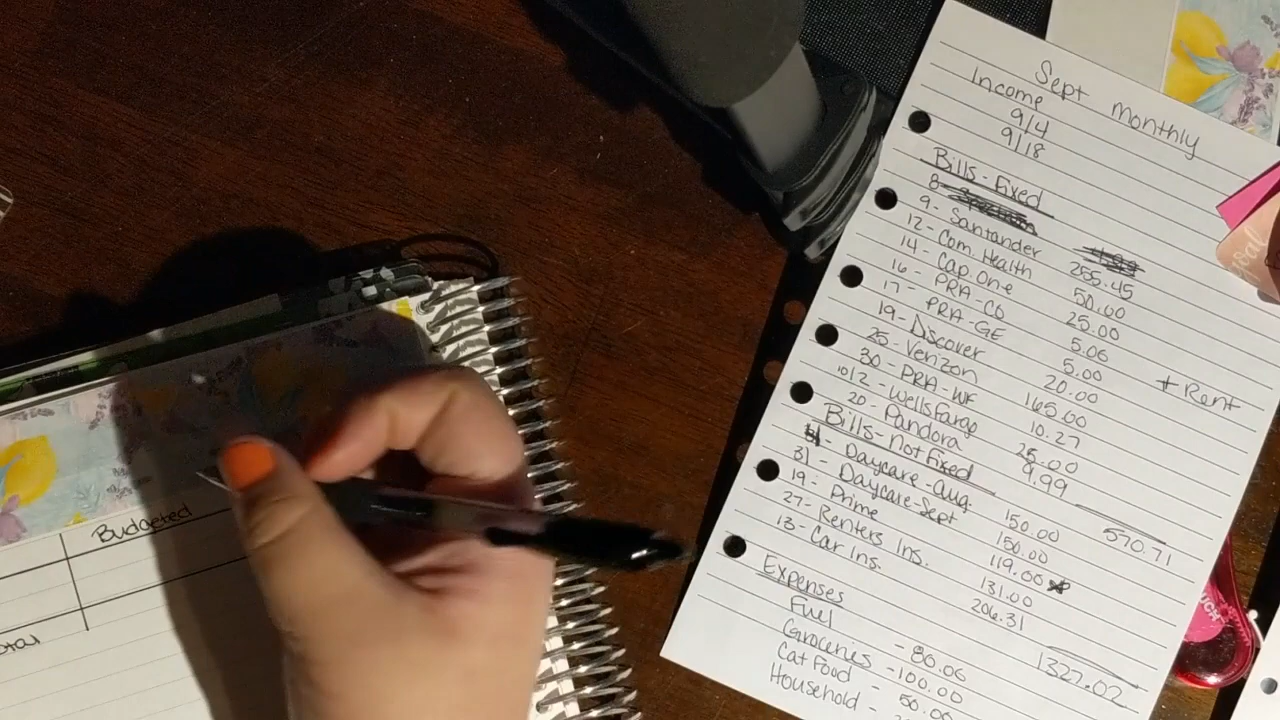 Sept Monthly
Income
9/4
9/18
Bills - Fixed
8-
9- Santander 255.45
12- Com. Health 50.00
14- Cap. One 25.00
16- PRA-CO 5.00
17- PRA-GE 5.00
19- Discover 20.00
+ Rent
25- Verizon 165.00
30- PRA-WF 10.27
10/2- Wells Fargo 25.00
20- Pandora 9.99
570.71
Bills - Not Fixed
- Daycare - Aug. 150.00
31- Daycare - Sept 150.00
19- Prime 119.00
27- Renters Ins. 131.00
13- Car Ins. 206.31
1327.02
Expenses
Fuel - 80.00
Groceries - 100.00
Cat Food - 50.00
Household -
Budgeted
goal